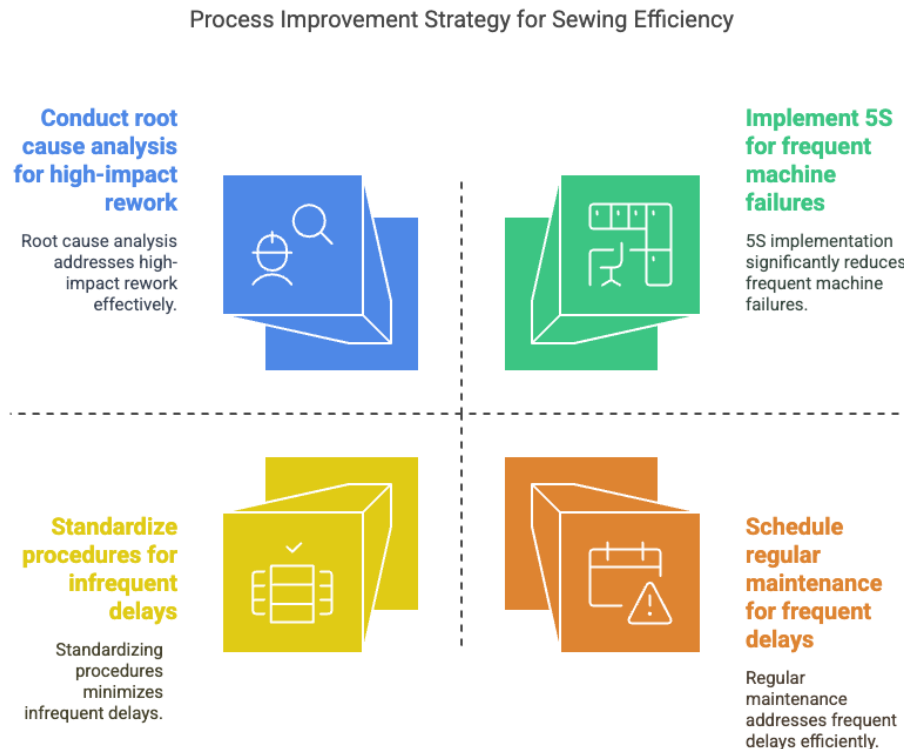 Process Improvement Strategy for Sewing Efficiency
Conduct root
cause analysis
for high-impact
rework
Root cause analysis
addresses high-
impact rework
effectively.
Implement 5S
for frequent
machine
failures
5S implementation
significantly reduces
frequent machine
failures.
Standardize
procedures for
infrequent
delays
Standardizing
procedures
minimizes
infrequent delays.
Schedule
regular
maintenance
for frequent
delays
Regular
maintenance
addresses frequent
delays efficiently.